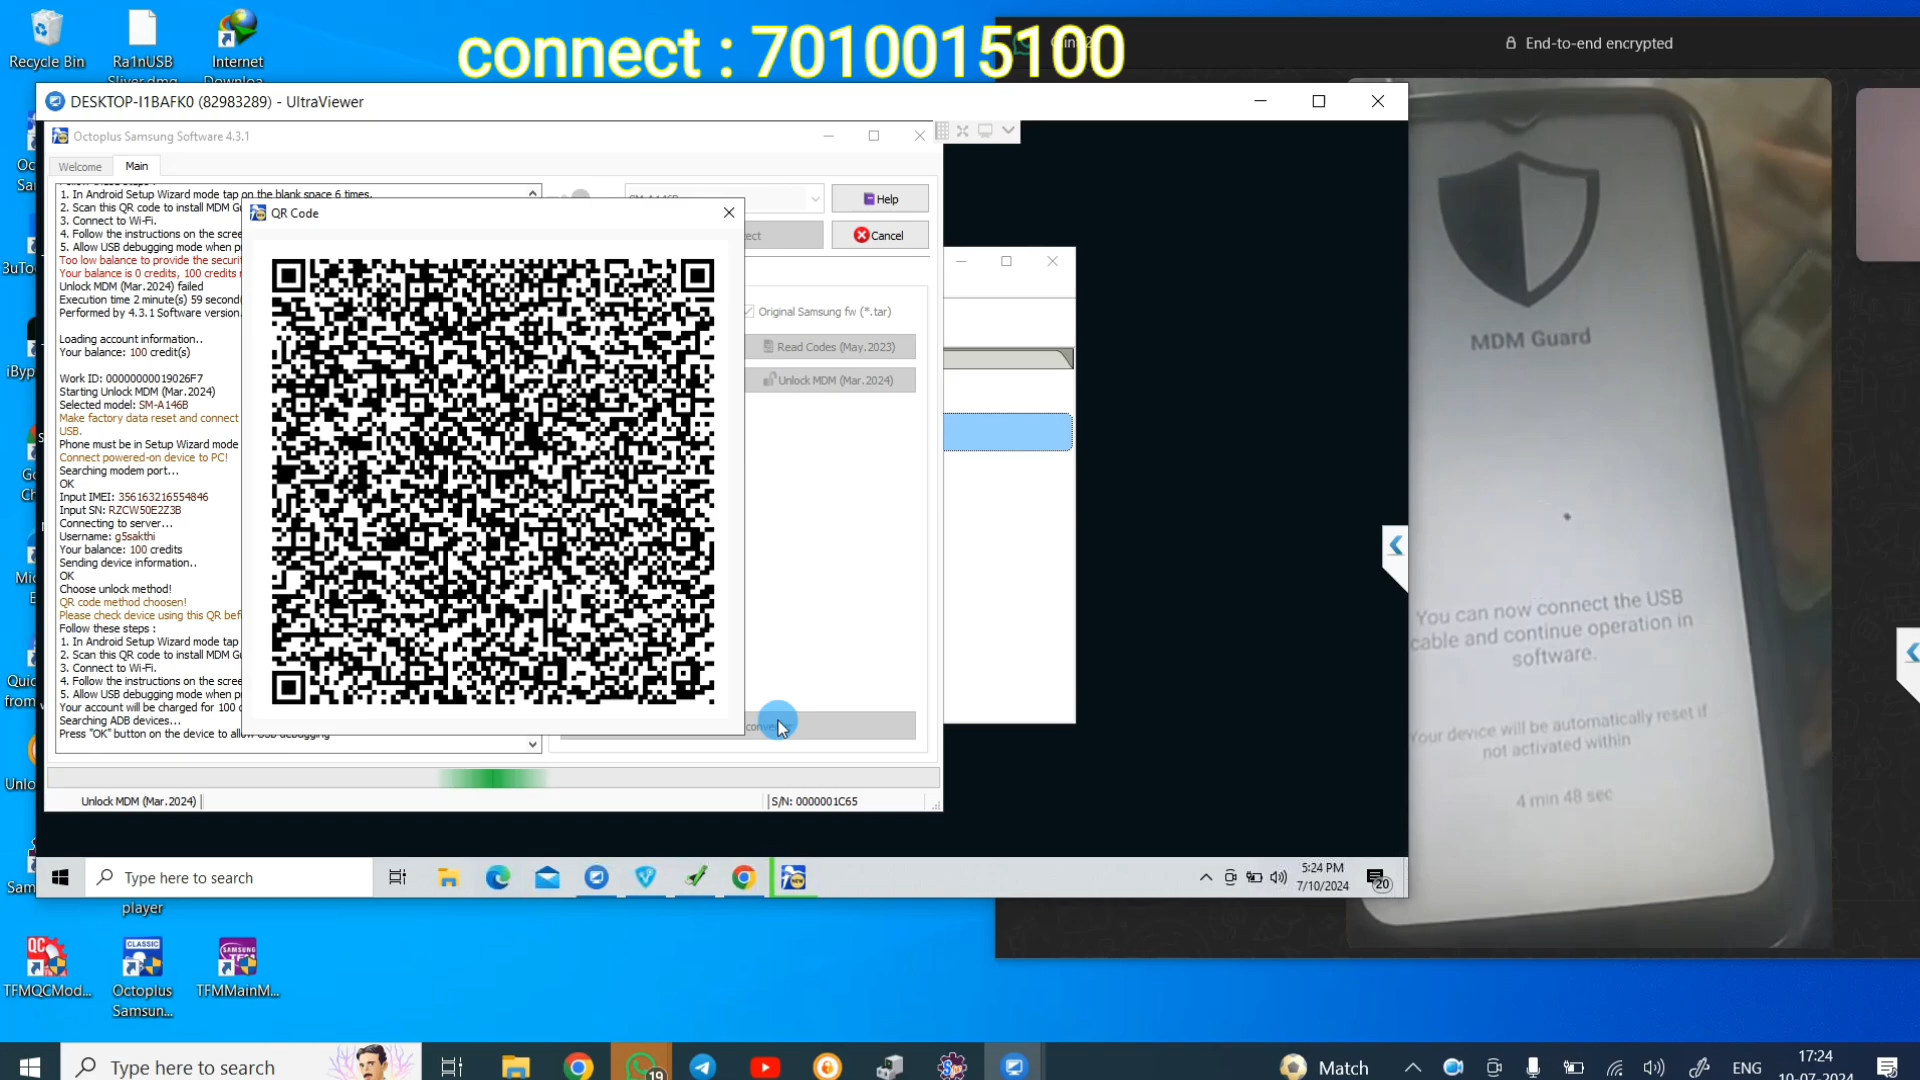 connect : 7010015100
End-to-end encrypted
Recycle Bin
Ra1nUSB
Internet
DESKTOP-I1BAFK0 (82983289) - UltraViewer
Octoplus Samsung Software 4.3.1
Welcome
Main
1. In Android Setup Wizard mode tap on the blank space 6 times.
2. Scan this QR code to install MDM
3. Connect to Wi-Fi.
4. Follow the instructions on the
5. Allow USB debugging mode when
Too low balance to provide the
Your balance is 0 credits, 100 credits
Unlock MDM (Mar.2024) failed
Execution time 2 minute(s) 59
Performed by 4.3.1 Software version.
Loading account information..
Your balance: 100 credit(s)
Work ID: 00000000019026F7
Starting Unlock MDM (Mar.2024)
Selected model: SM-A146B
Make factory data reset and connect
USB.
Phone must be in Setup Wizard mode
Connect powered-on device to PC!
Searching modem port...
OK
Input IMEI: 356163216554846
Input SN: RZCW50E2Z3B
Connecting to server...
Username: g5sakthi
Your balance: 100 credits
Sending device information..
OK
Choose unlock method!
QR code method choosen!
Please check device using this QR
Follow these steps :
1. In Android Setup Wizard mode tap
2. Scan this QR code to install MDM
3. Connect to Wi-Fi.
4. Follow the instructions on the
5. Allow USB debugging mode when
Your account will be charged for 100
Searching ADB devices...
Press "OK" button on the device to allow USB debugging
QR Code
Help
Cancel
Original Samsung fw (*.tar)
Read Codes (May.2023)
Unlock MDM (Mar.2024)
Unlock MDM (Mar.2024)
S/N: 0000001C65
MDM Guard
You can now connect the USB
cable and continue operation in
software.
Your device will be automatically reset if
not activated within
4 min 48 sec
Type here to search
5:24 PM
7/10/2024
20
player
QC
CLASSIC
SAMSUNG
TFMQCMod...
Octoplus
Samsun...
TFMMainM...
Type here to search
19
Match
ENG
17:24
10-07-2024